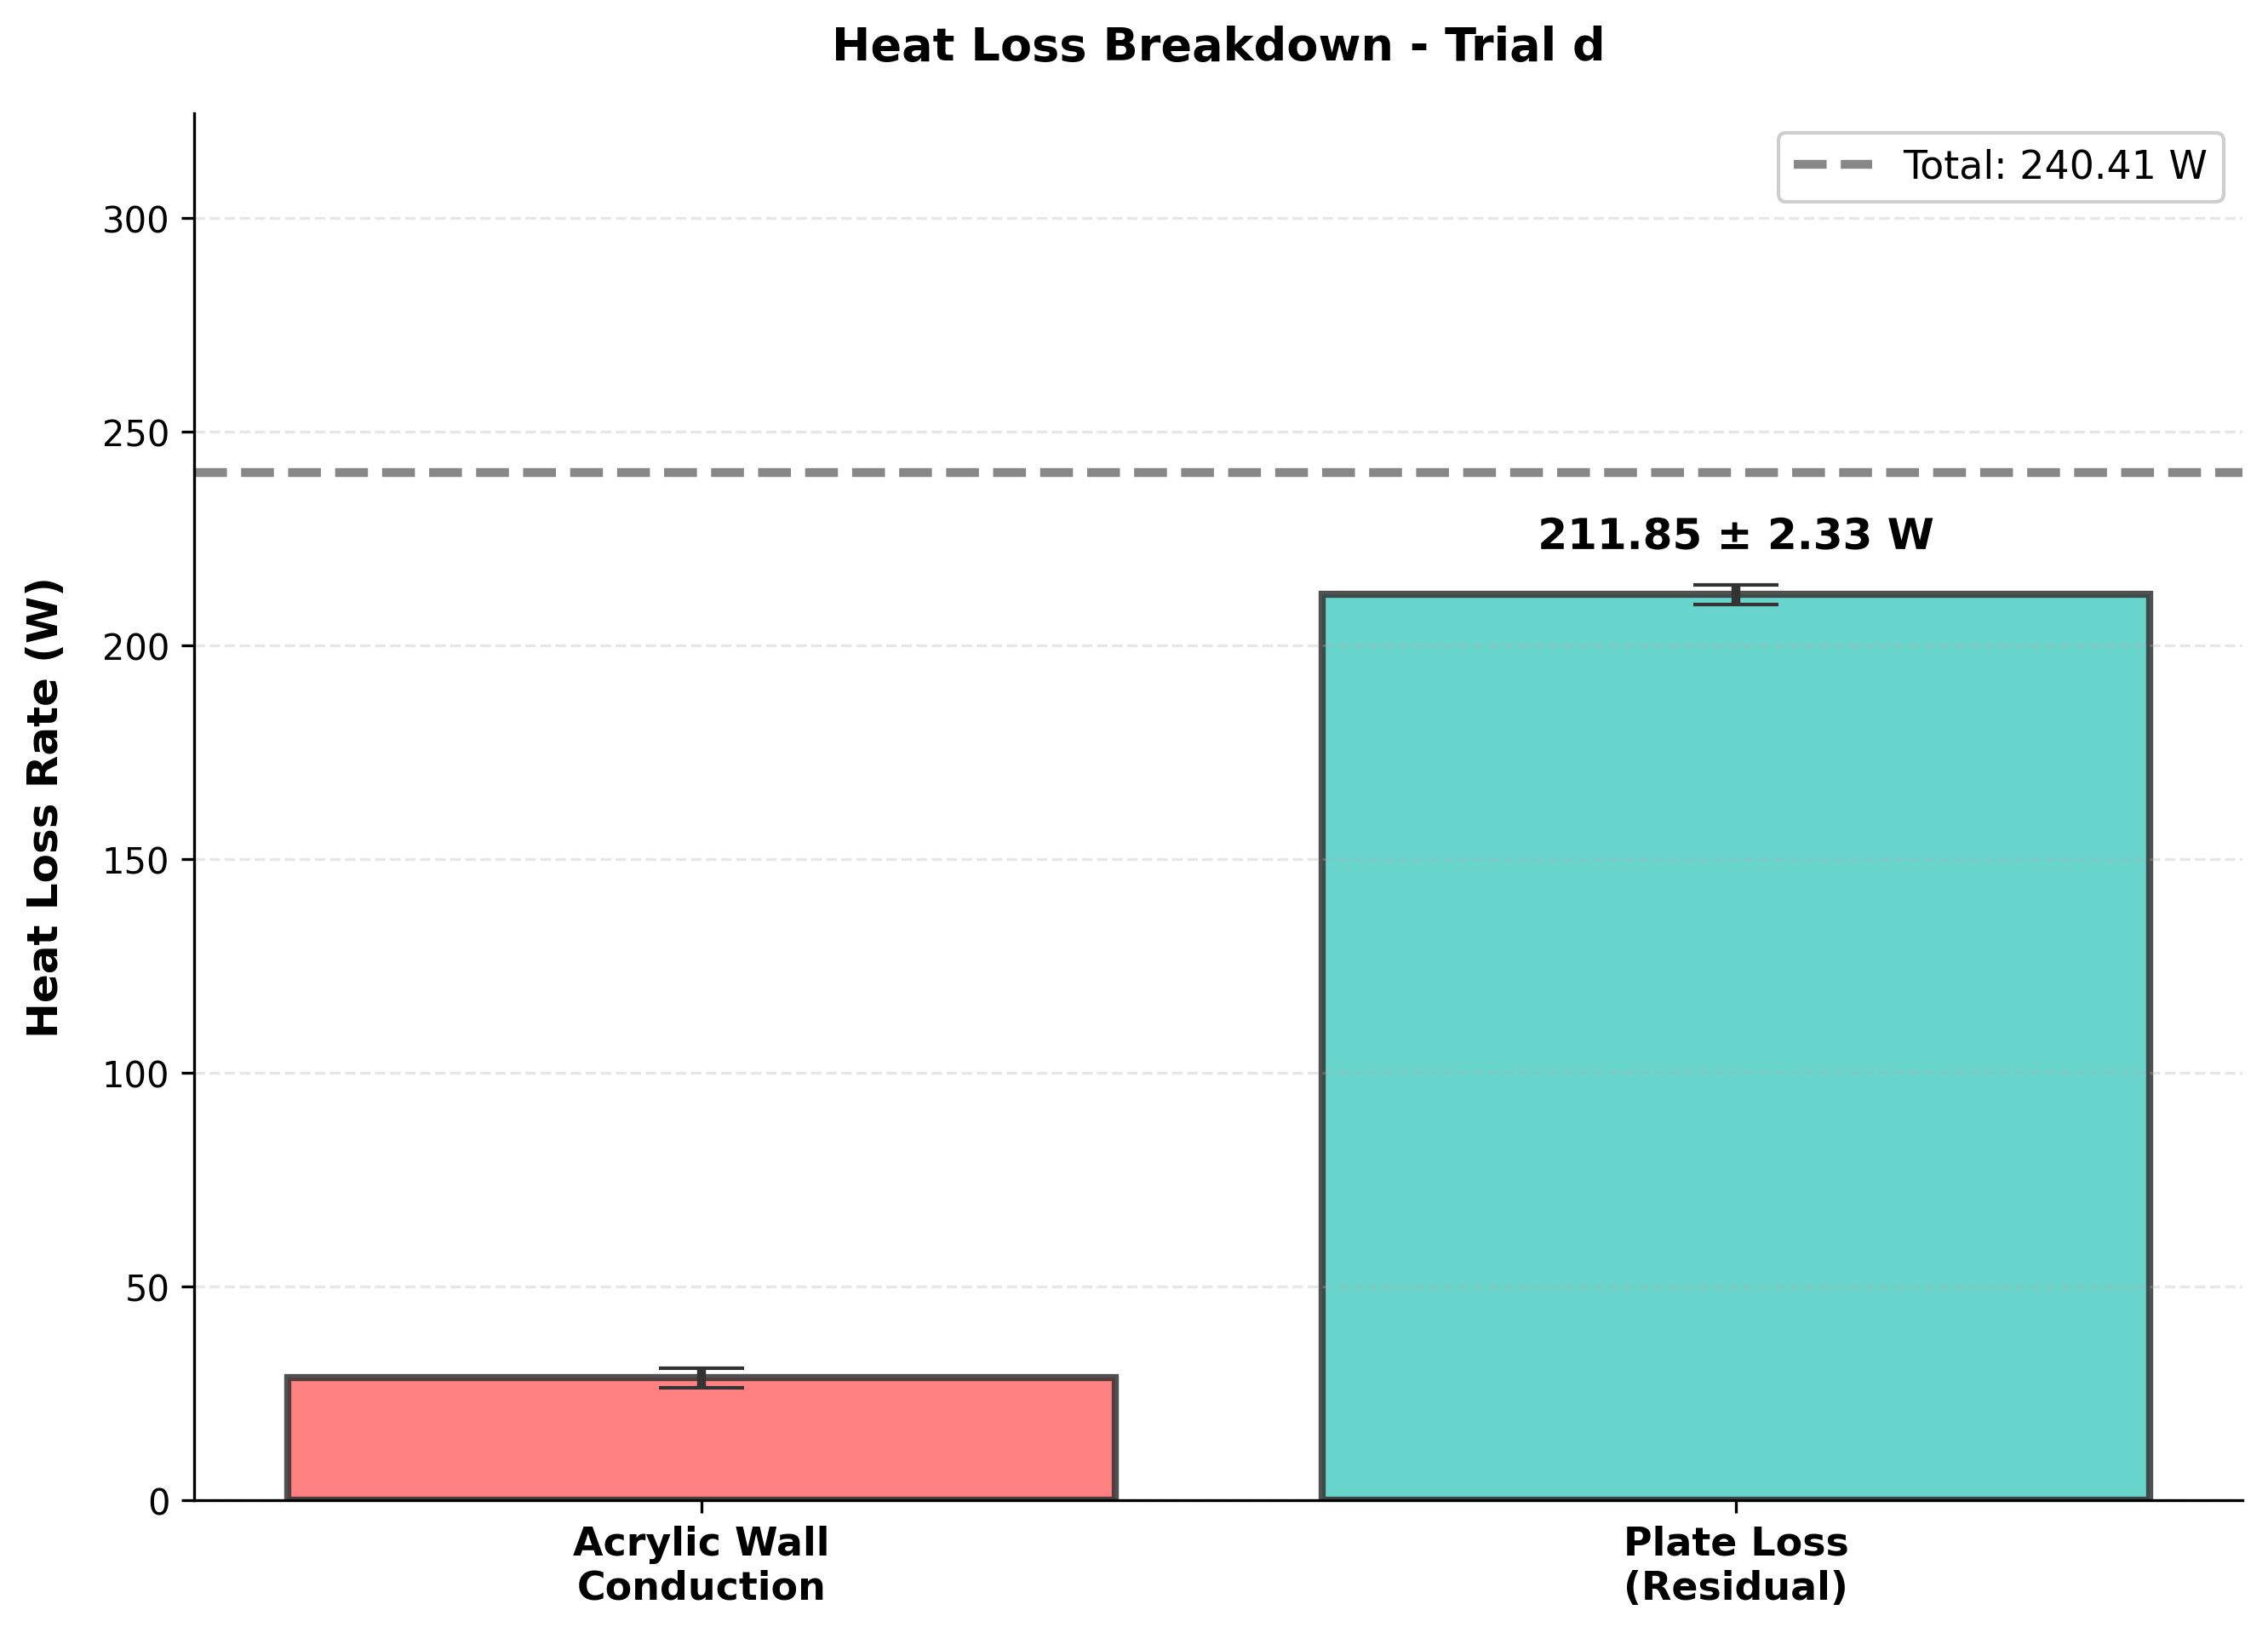 Heat Loss Breakdown - Trial d
Total: 240.41 W
Heat Loss Rate (W)
300
250
200
150
100
50
0
211.85 ± 2.33 W
Acrylic Wall
Conduction
Plate Loss
(Residual)